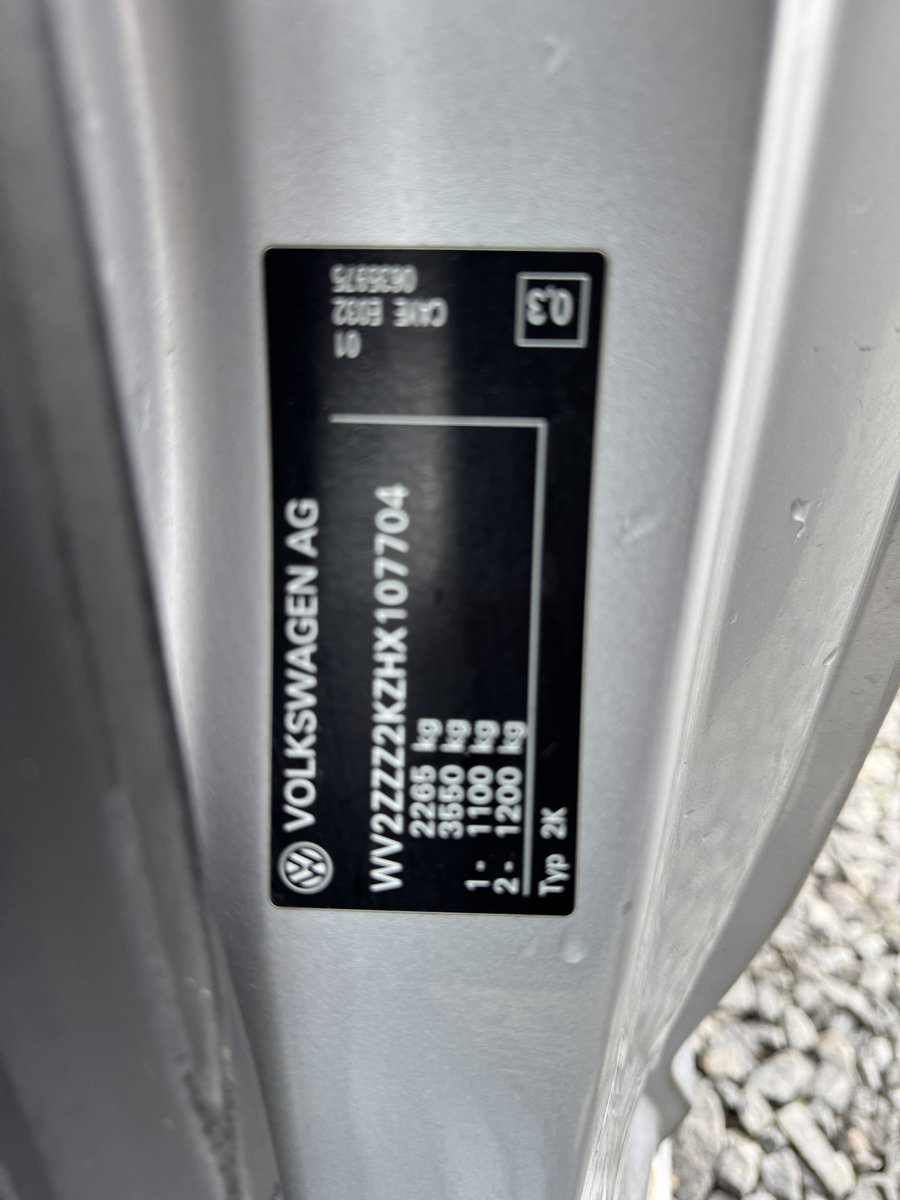 VOLKSWAGEN AG
WV2ZZZ2KZHX107704
2265 kg
3550 kg
1 - 1100 kg
2 - 1200 kg
Typ 2K
01
CAYE E032
0635975
0,3